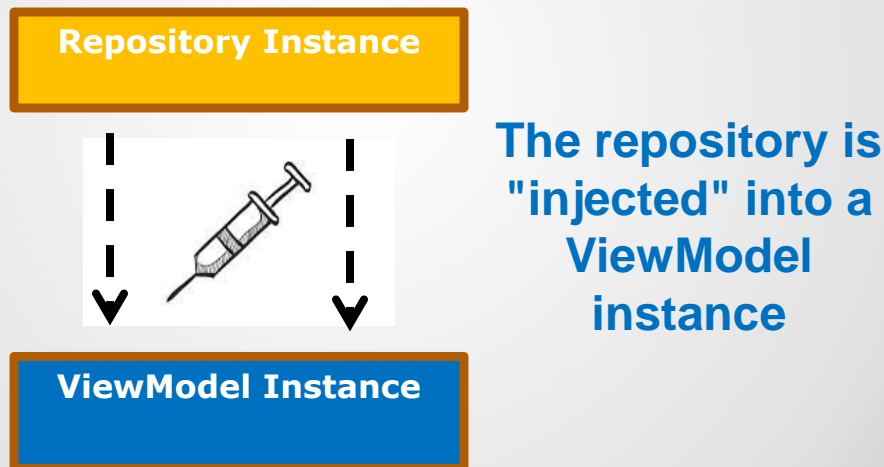 Repository Instance
The repository is
"injected" into a
ViewModel
instance
ViewModel Instance